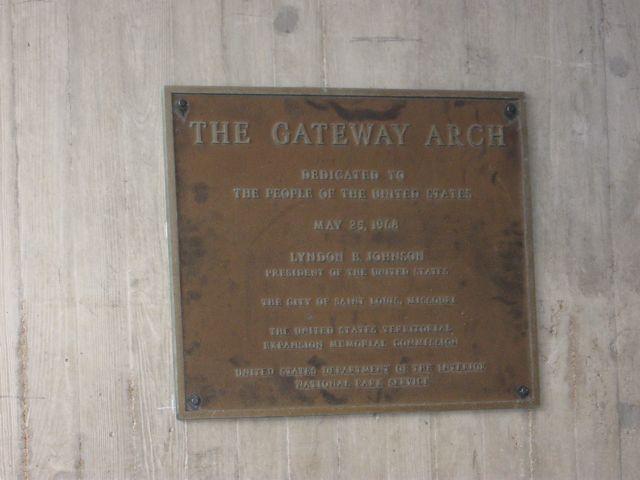 THE GATEWAY ARCH
DEDICATED TO
THE PEOPLE OF THE UNITED STATES
MAY 25, 1968
LYNDON B. JOHNSON
PRESIDENT OF THE UNITED STATES
THE CITY OF SAINT LOUIS, MISSOURI
THE UNITED STATES TERRITORIAL
EXPANSION MEMORIAL COMMISSION
UNITED STATES DEPARTMENT OF THE INTERIOR
NATIONAL PARK SERVICE